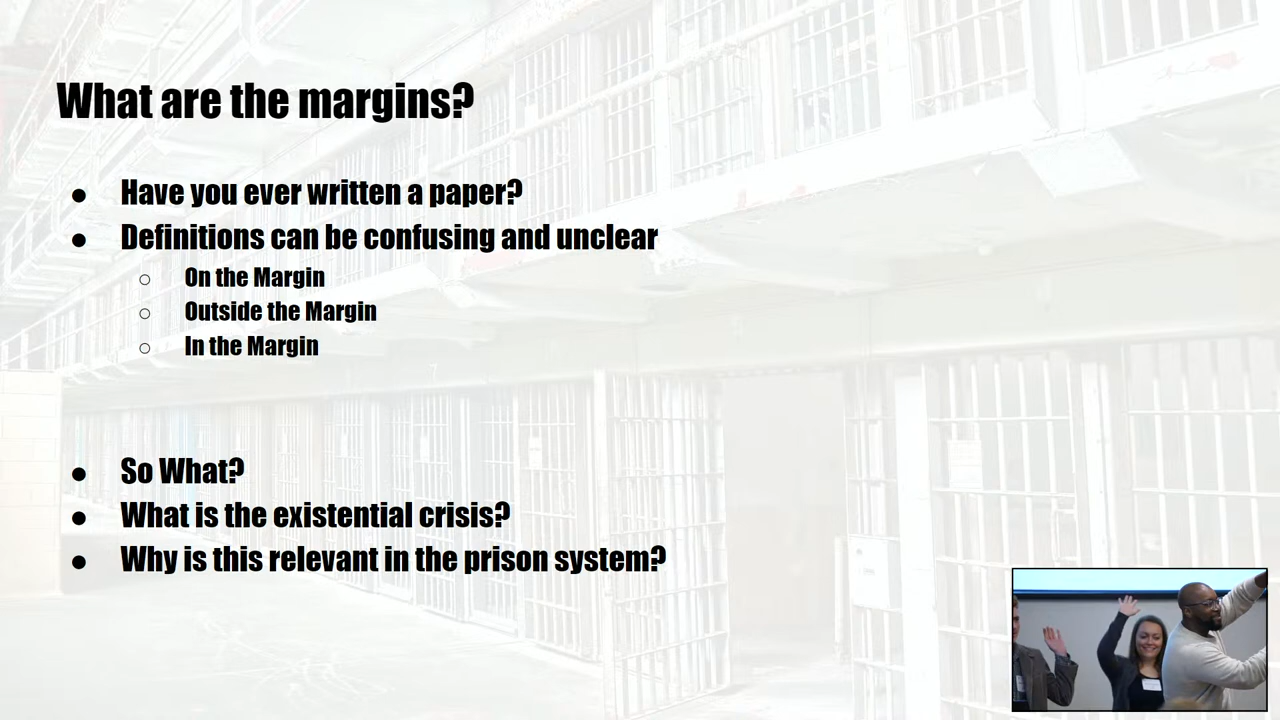 What are the margins?
Have you ever written a paper?
Definitions can be confusing and unclear
On the Margin
Outside the Margin
In the Margin
So What?
What is the existential crisis?
Why is this relevant in the prison system?